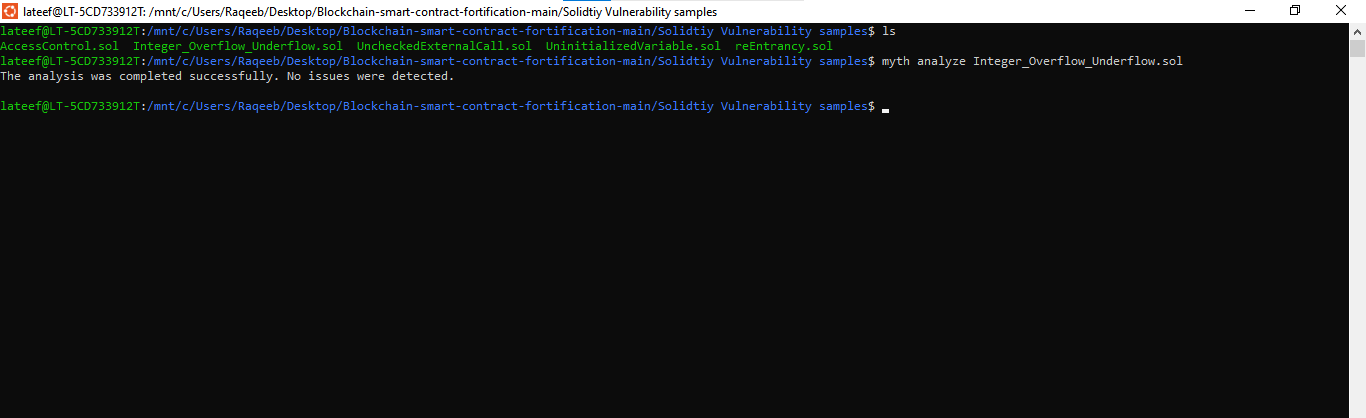 lateef@LT-5CD733912T: /mnt/c/Users/Raqeeb/Desktop/Blockchain-smart-contract-fortification-main/Solidtiy Vulnerability samples
lateef@LT-5CD733912T:/mnt/c/Users/Raqeeb/Desktop/Blockchain-smart-contract-fortification-main/Solidtiy Vulnerability samples$ ls
AccessControl.sol  Integer_Overflow_Underflow.sol  UncheckedExternalCall.sol  UninitializedVariable.sol  reEntrancy.sol
lateef@LT-5CD733912T:/mnt/c/Users/Raqeeb/Desktop/Blockchain-smart-contract-fortification-main/Solidtiy Vulnerability samples$ myth analyze Integer_Overflow_Underflow.sol
The analysis was completed successfully. No issues were detected.
lateef@LT-5CD733912T:/mnt/c/Users/Raqeeb/Desktop/Blockchain-smart-contract-fortification-main/Solidtiy Vulnerability samples$